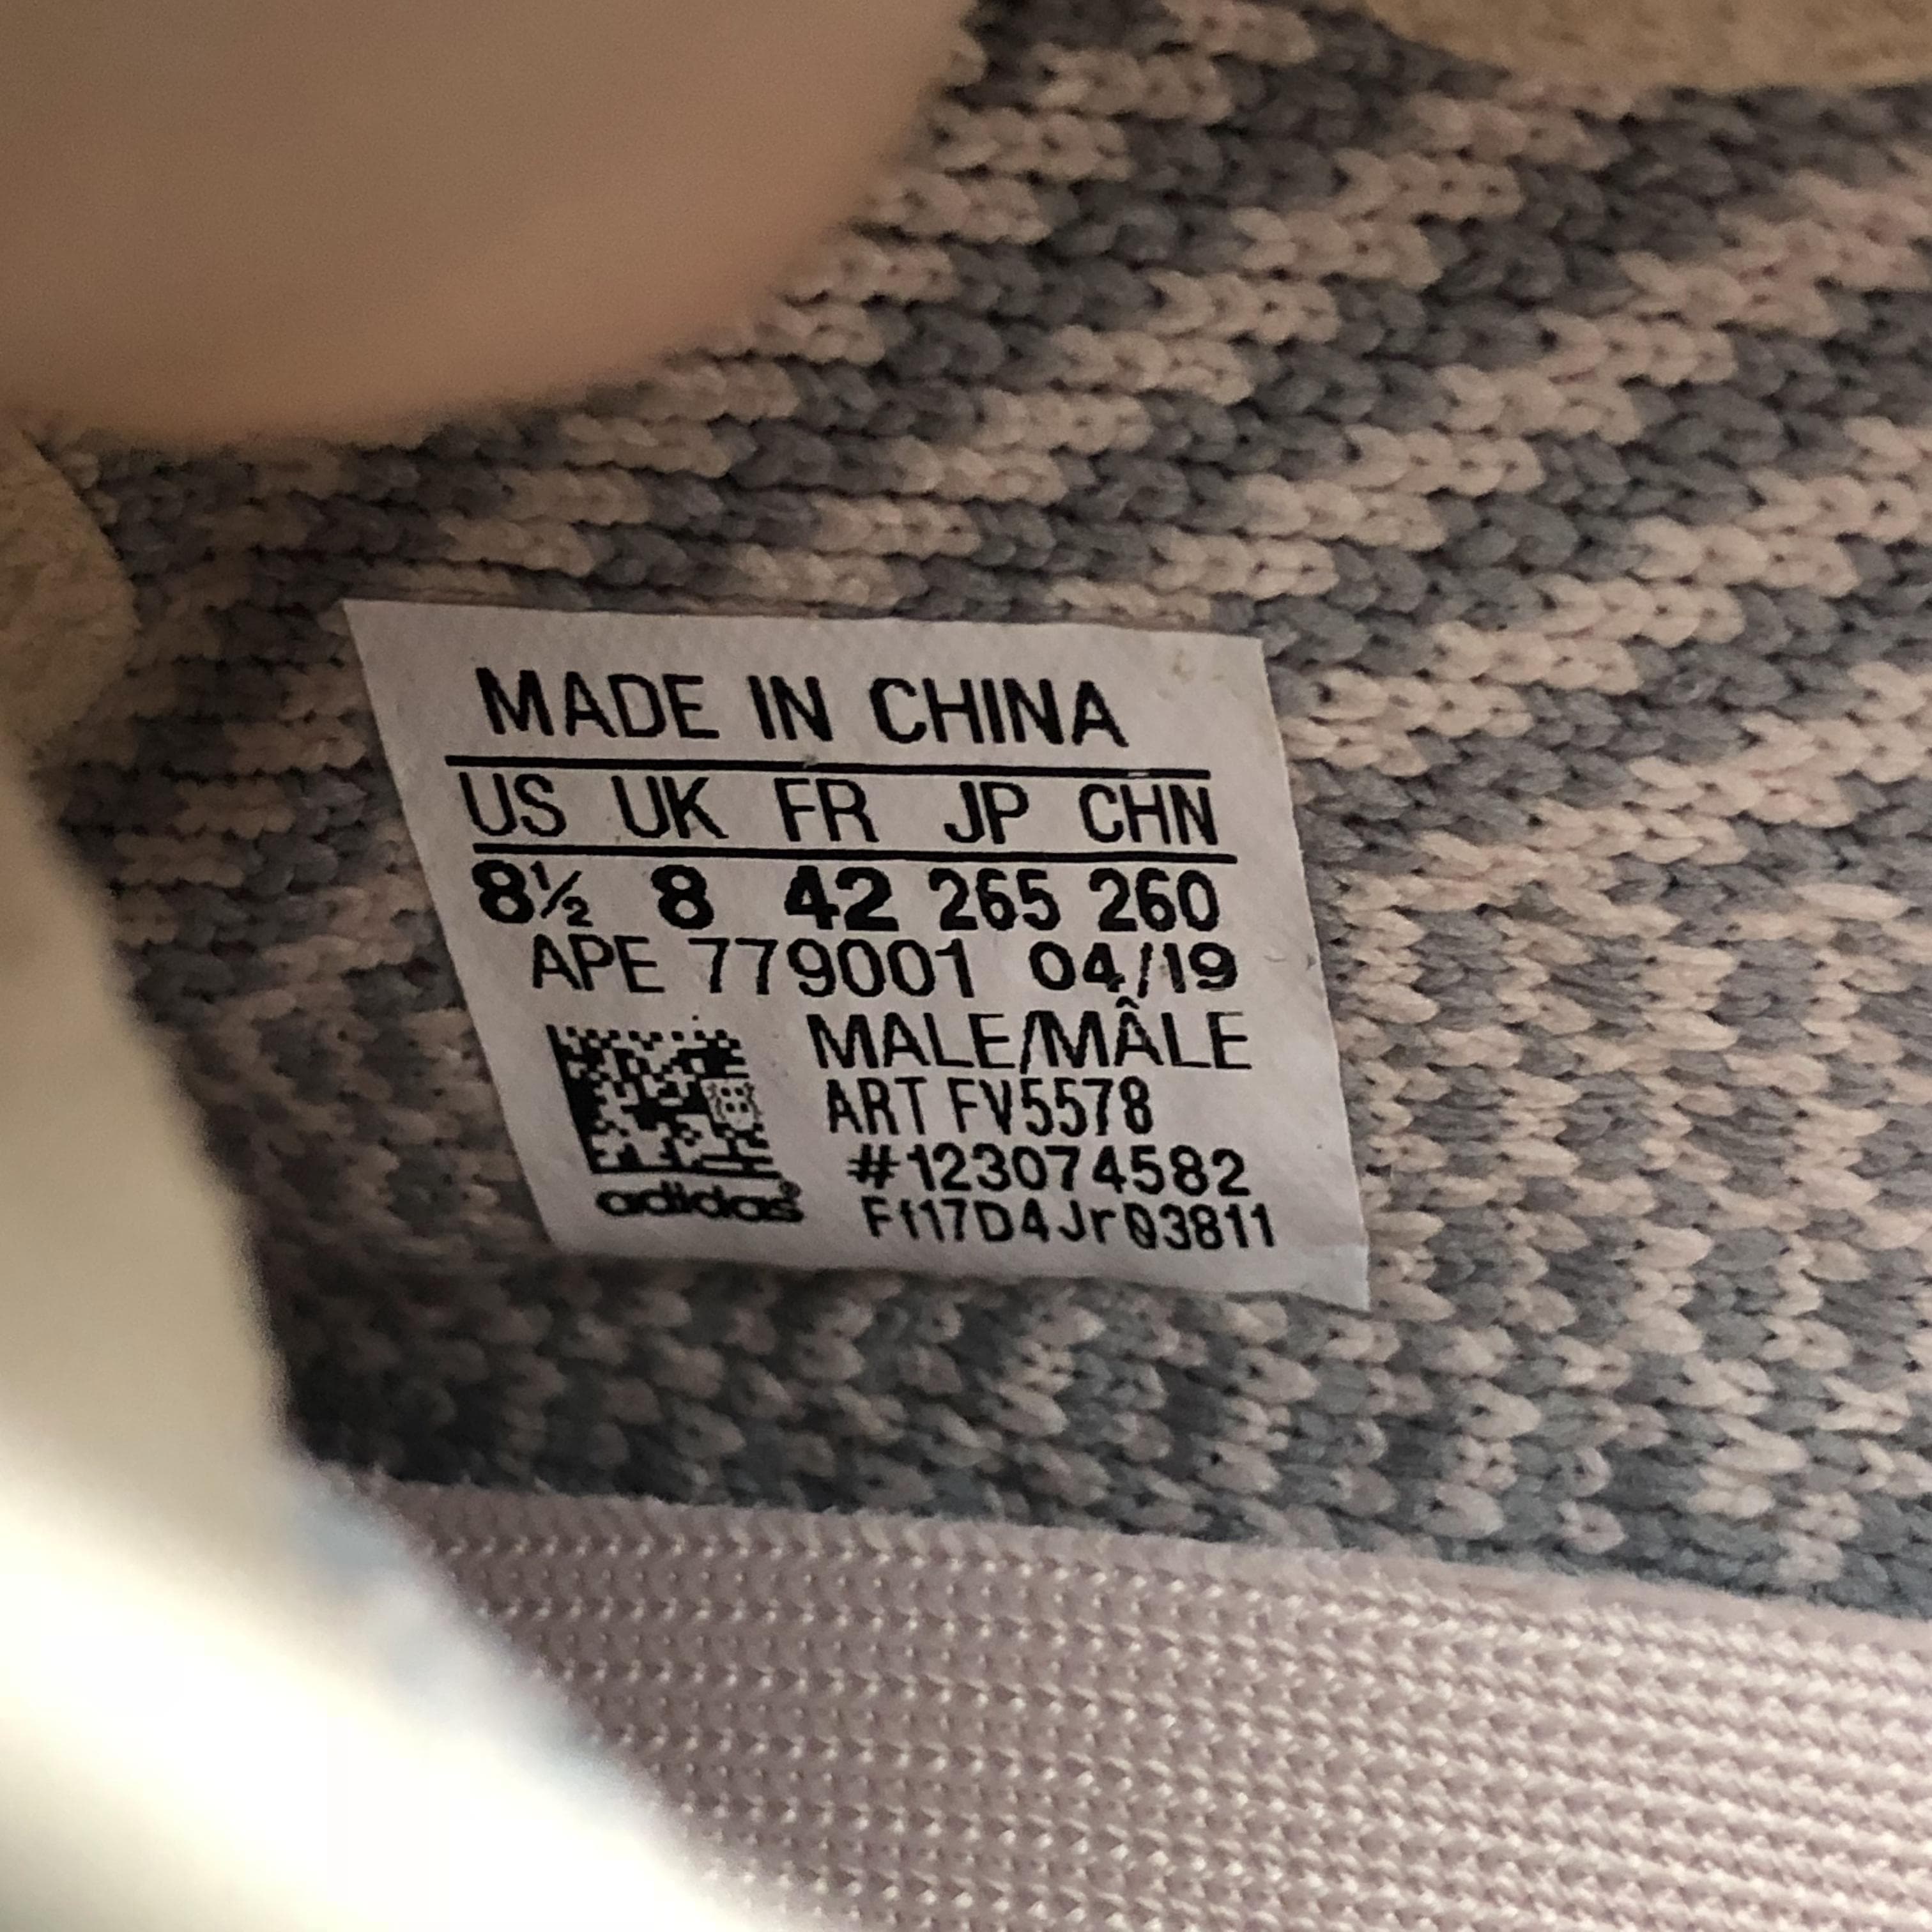 MADE IN CHINA
US UK FR JP CHN
8½ 8 42 265 260
APE 779001 04/19
MALE/MÂLE
ART FV5578
#123074582
Ff17D4Jr03811
adidas